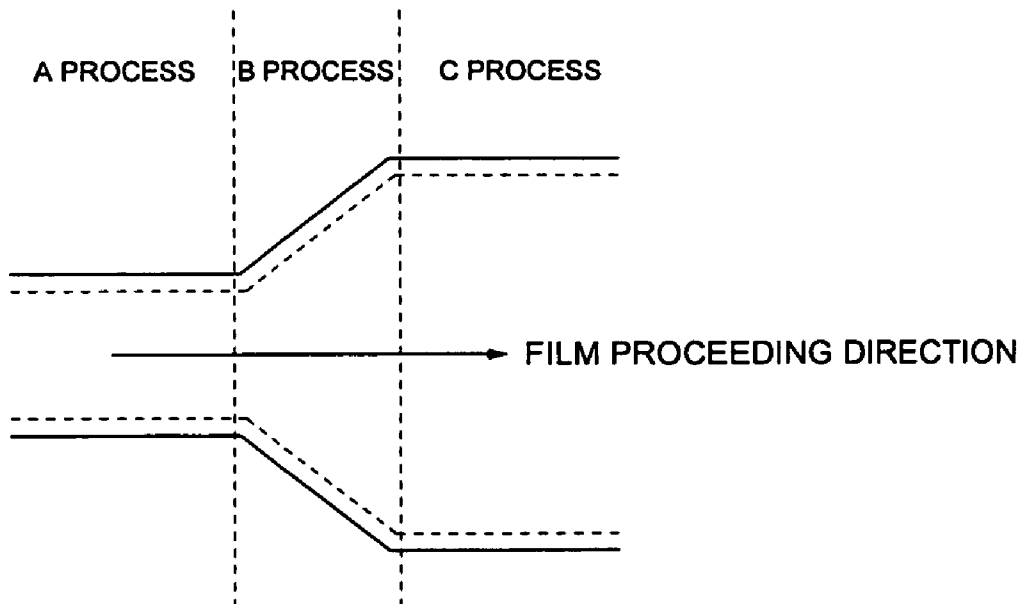 A PROCESS
B PROCESS
C PROCESS
FILM PROCEEDING DIRECTION